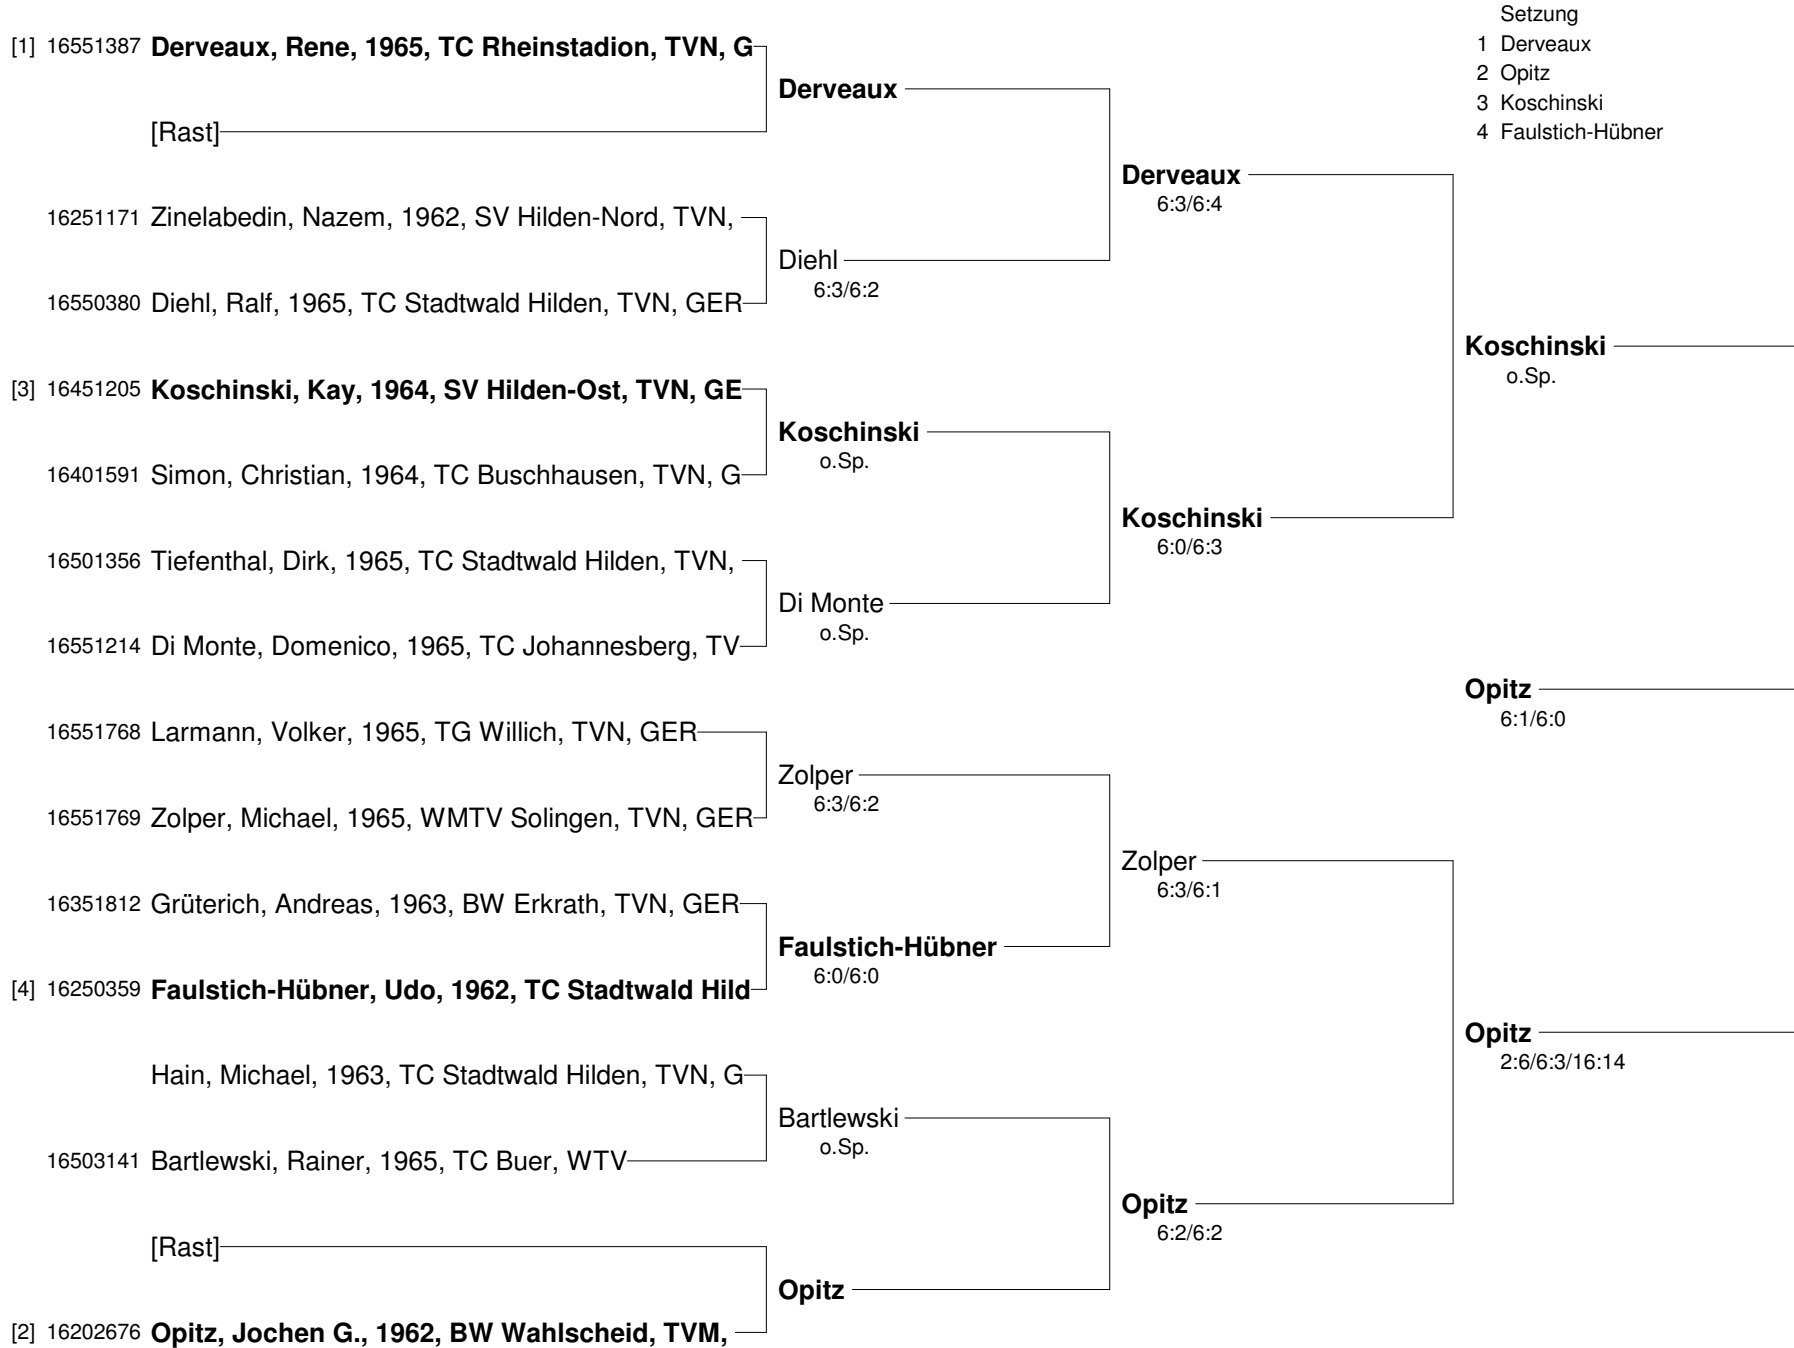 Setzung
1 Derveaux
2 Opitz
3 Koschinski
4 Faulstich-Hübner
[1] 16551387 Derveaux, Rene, 1965, TC Rheinstadion, TVN, G
Derveaux
[Rast]
Derveaux
6:3/6:4
16251171 Zinelabedin, Nazem, 1962, SV Hilden-Nord, TVN,
Diehl
6:3/6:2
16550380 Diehl, Ralf, 1965, TC Stadtwald Hilden, TVN, GER
Koschinski
o.Sp.
[3] 16451205 Koschinski, Kay, 1964, SV Hilden-Ost, TVN, GE
Koschinski
o.Sp.
16401591 Simon, Christian, 1964, TC Buschhausen, TVN, G
Koschinski
6:0/6:3
16501356 Tiefenthal, Dirk, 1965, TC Stadtwald Hilden, TVN,
Di Monte
o.Sp.
16551214 Di Monte, Domenico, 1965, TC Johannesberg, TV
Opitz
6:1/6:0
16551768 Larmann, Volker, 1965, TG Willich, TVN, GER
Zolper
6:3/6:2
16551769 Zolper, Michael, 1965, WMTV Solingen, TVN, GER
Zolper
6:3/6:1
16351812 Grüterich, Andreas, 1963, BW Erkrath, TVN, GER
Faulstich-Hübner
6:0/6:0
[4] 16250359 Faulstich-Hübner, Udo, 1962, TC Stadtwald Hild
Opitz
2:6/6:3/16:14
Hain, Michael, 1963, TC Stadtwald Hilden, TVN, G
Bartlewski
o.Sp.
16503141 Bartlewski, Rainer, 1965, TC Buer, WTV
Opitz
6:2/6:2
[Rast]
Opitz
[2] 16202676 Opitz, Jochen G., 1962, BW Wahlscheid, TVM,